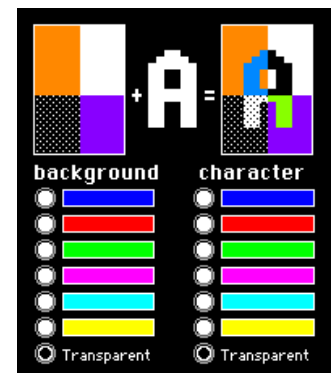 + A =
background character
Transparent Transparent